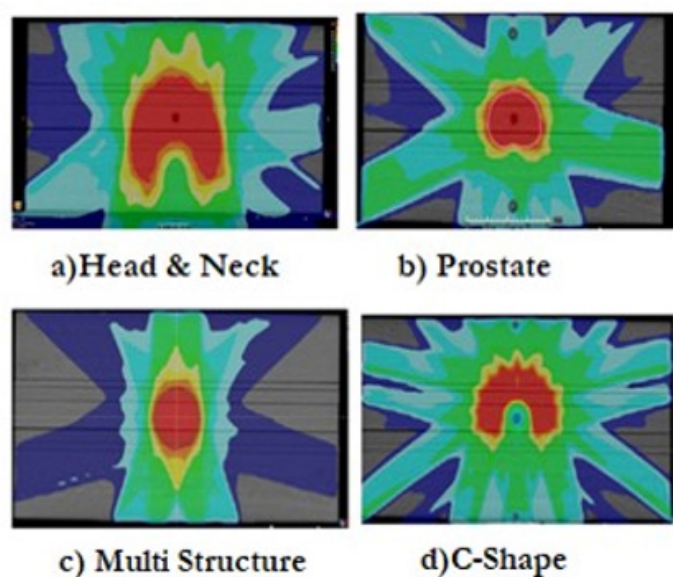 a)Head & Neck
b) Prostate
c) Multi Structure
d)C-Shape